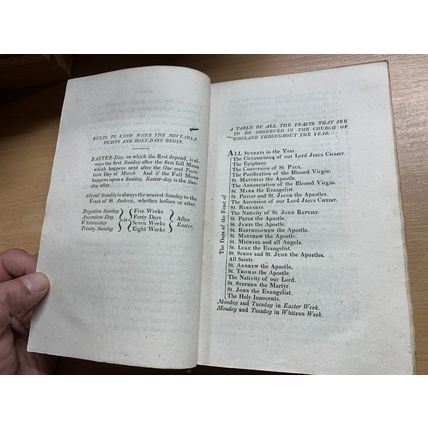 RULES TO KNOW WHEN THE MOVEABLE
FEASTS AND HOLY-DAYS BEGIN.
EASTER-Day, on which the Rest depend, is al-
ways the first Sunday after the first full Moon
which happens next after the One and Twen-
tieth Day of March. And if the Full Moon
happens upon a Sunday, Easter-day is the Sun-
day after.
Advent Sunday is always the nearest Sunday to the
Feast of St. Andrew, whether before or after.
Rogation Sunday
Ascension-Day
Whitsunday
Trinity Sunday
is
Five Weeks
Forty Days
Seven Weeks
Eight Weeks
After
Easter.
A TABLE OF ALL THE FEASTS THAT ARE
TO BE OBSERVED IN THE CHURCH OF
ENGLAND THROUGHOUT THE YEAR.
ALL SUNDAYS in the Year.
The Days of the Feast of
The Circumcision of our Lord JESUS CHRIST.
The Epiphany.
The Conversion of ST. PAUL.
The Purification of the Blessed Virgin.
ST. MATTHIAS the Apostle.
The Annunciation of the Blessed Virgin.
ST. MARK the Evangelist.
ST. PHILIP and ST. JACOB the Apostles.
The Ascension of our Lord JESUS CHRIST.
ST. BARNABAS.
The Nativity of ST. JOHN BAPTIST.
ST. PETER the Apostle.
ST. JAMES the Apostle.
ST. BARTHOLOMEW the Apostle.
ST. MATTHEW the Apostle.
ST. MICHAEL and all Angels.
ST. LUKE the Evangelist.
ST. SIMON and ST. JUDE the Apostles.
All Saints.
ST. ANDREW the Apostle.
ST. THOMAS the Apostle.
The Nativity of our Lord.
ST. STEPHEN the Martyr.
ST. JOHN the Evangelist.
The Holy Innocents.
Monday and Tuesday in Easter Week.
Monday and Tuesday in Whitsun Week.